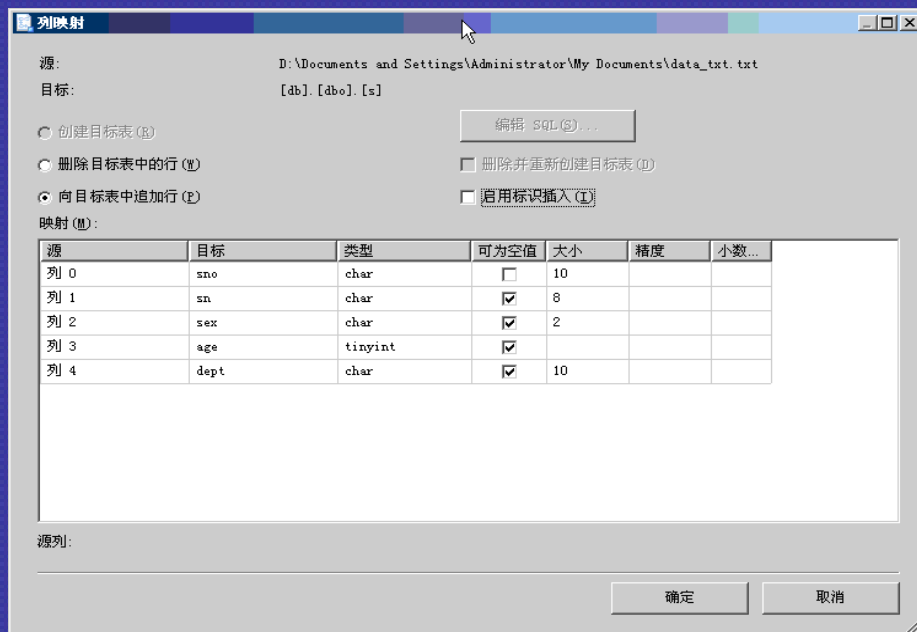 列映射
源: D:\Documents and Settings\Administrator\My Documents\data_txt.txt
目标: [db].[dbo].[s]
创建目标表(R) 编辑 SQL(S)...
删除目标表中的行(W) 删除并重新创建目标表(D)
向目标表中追加行(P) 启用标识插入(I)
映射(M):
源 目标 类型 可为空值 大小 精度 小数...
列 0 sno char 10
列 1 sn char 8
列 2 sex char 2
列 3 age tinyint
列 4 dept char 10
源列:
确定 取消